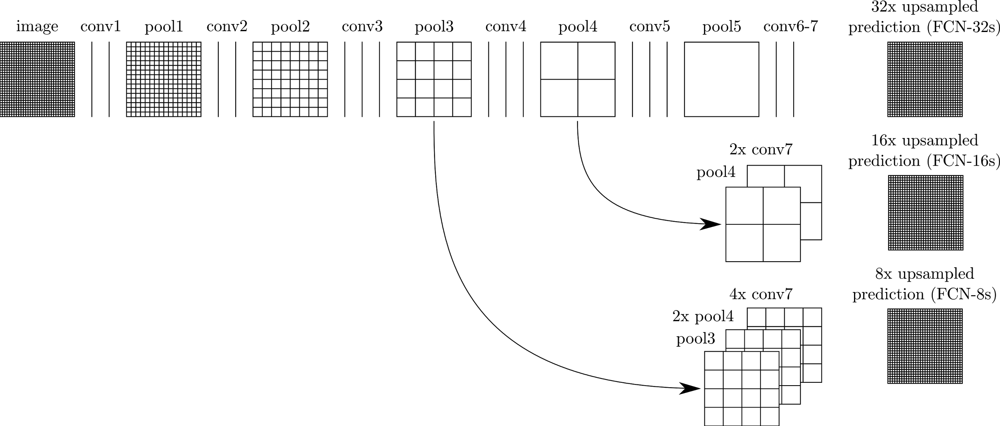 image
conv1
pool1
conv2
pool2
conv3
pool3
conv4
pool4
conv5
pool5
conv6-7
32x upsampled
prediction (FCN-32s)
2x conv7
pool4
16x upsampled
prediction (FCN-16s)
4x conv7
2x pool4
pool3
8x upsampled
prediction (FCN-8s)